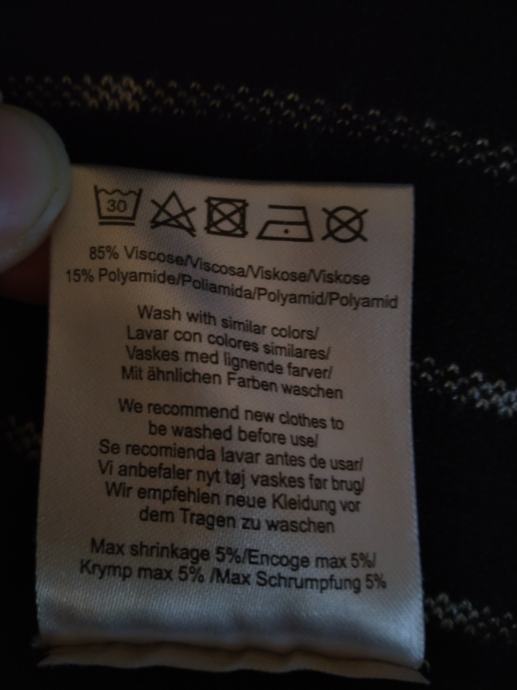 30
85% Viscose/Viscosa/Viskose/Viskose
15% Polyamide/Poliamida/Polyamid/Polyamid
Wash with similar colors/
Lavar con colores similares/
Vaskes med lignende farver/
Mit ähnlichen Farben waschen
We recommend new clothes to
be washed before use/
Se recomienda lavar antes de usar/
Vi anbefaler nyt tøj vaskes før brug/
Wir empfehlen neue Kleidung vor
dem Tragen zu waschen
Max shrinkage 5%/Encoge max 5%/
Krymp max 5% /Max Schrumpfung 5%